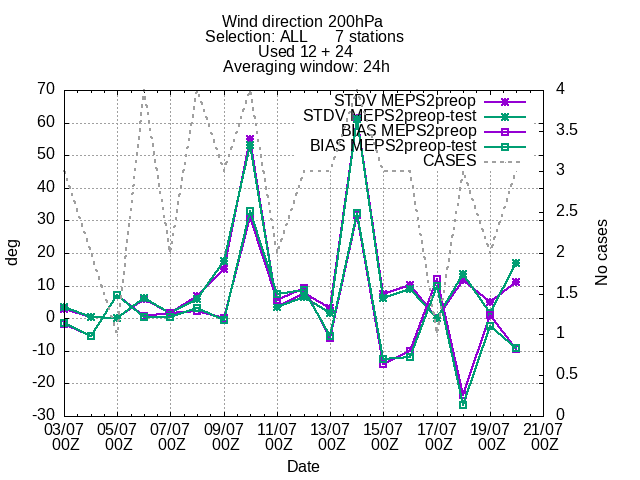 Wind direction 200hPa
Selection: ALL 7 stations
Used 12 + 24
Averaging window: 24h
70 4
STDV MEPS2preop
60 STDV MEPS2preop-test 3.5
BIAS MEPS2preop
50 BIAS MEPS2preop-test
CASES 3
40
30 2.5
20 2
10 1.5
0
-10 1
-20 0.5
-30 0
deg
No cases
03/07 05/07 07/07 09/07 11/07 13/07 15/07 17/07 19/07 21/07
00Z 00Z 00Z 00Z 00Z 00Z 00Z 00Z 00Z 00Z
Date